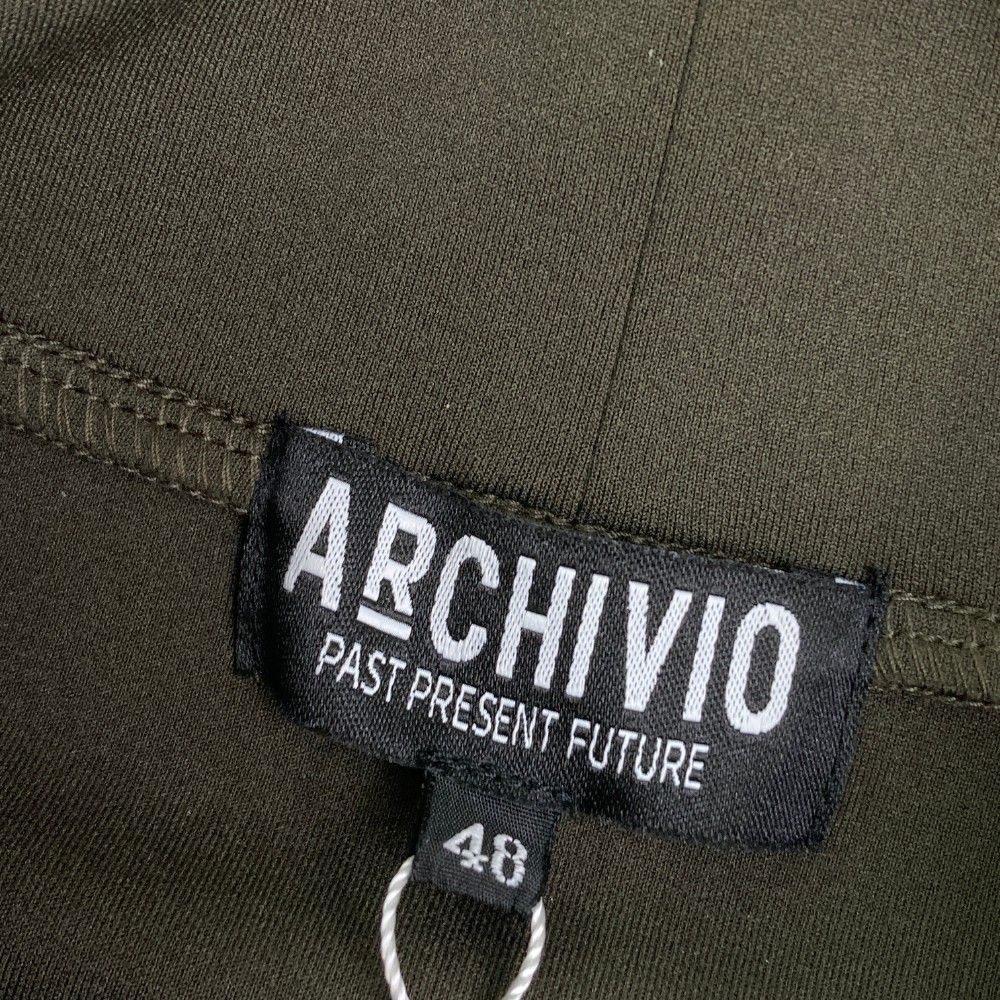 ARCHIVIO
PAST PRESENT FUTURE
48